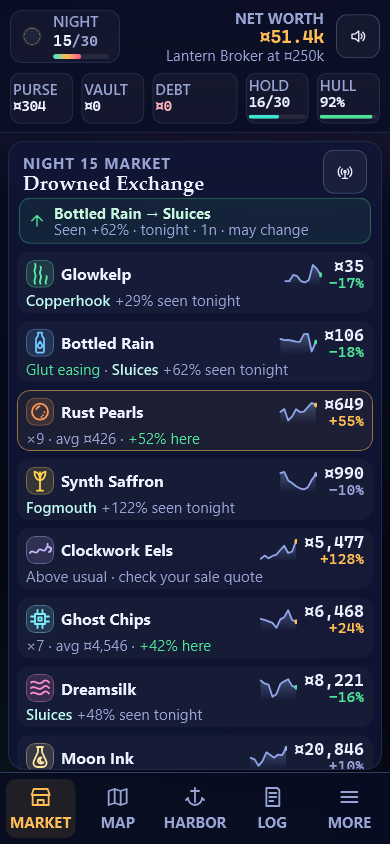 NIGHT
15/30
NET WORTH
¤51.4k
Lantern Broker at ¤250k
PURSE
¤304
VAULT
¤0
DEBT
¤0
HOLD
16/30
HULL
92%
NIGHT 15 MARKET
Drowned Exchange
Bottled Rain → Sluices
Seen +62% · tonight · 1n · may change
Glowkelp
¤35
−17%
Copperhook +29% seen tonight
Bottled Rain
¤106
−18%
Glut easing · Sluices +62% seen tonight
Rust Pearls
¤649
+55%
×9 · avg ¤426 · +52% here
Synth Saffron
¤990
−10%
Fogmouth +122% seen tonight
Clockwork Eels
¤5,477
+128%
Above usual · check your sale quote
Ghost Chips
¤6,468
+24%
×7 · avg ¤4,546 · +42% here
Dreamsilk
¤8,221
−16%
Sluices +48% seen tonight
Moon Ink
¤20,846
+10%
MARKET
MAP
HARBOR
LOG
MORE